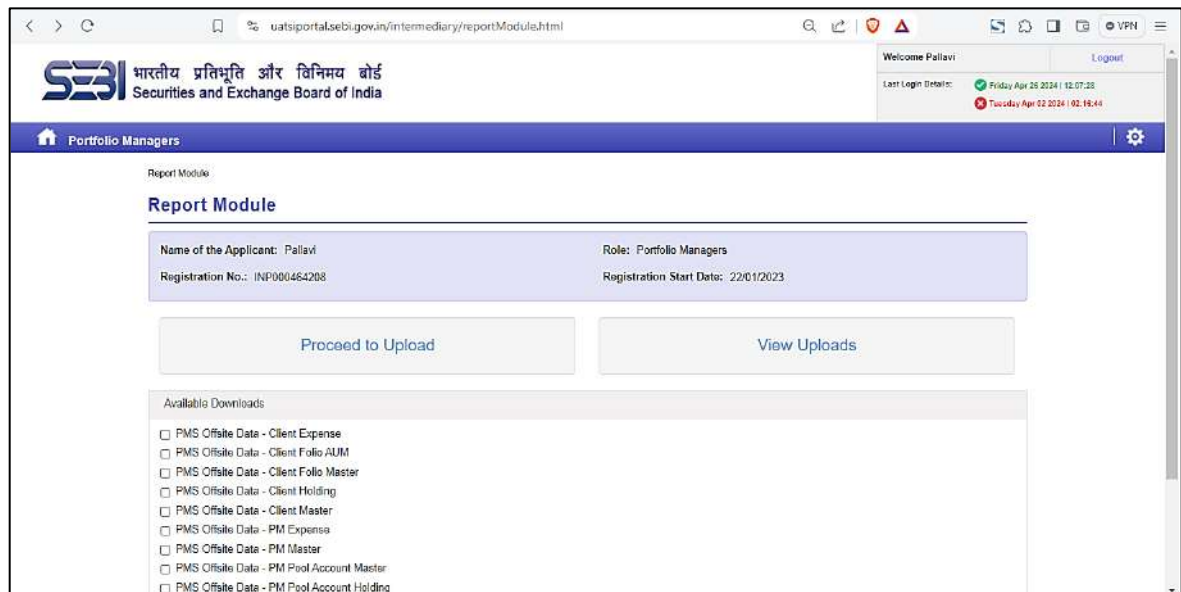 uatsiportal.sebi.gov.in/intermediary/reportModule.html
VPN
SEBI
भारतीय प्रतिभूति और विनिमय बोर्ड
Securities and Exchange Board of India
Welcome Pallavi
Logout
Last Login Details:
Friday Apr 26 2024 | 12:07:28
Tuesday Apr 02 2024 | 02:16:44
Portfolio Managers
Report Module
Report Module
Name of the Applicant: Pallavi
Role: Portfolio Managers
Registration No.: INP000464208
Registration Start Date: 22/01/2023
Proceed to Upload
View Uploads
Available Downloads
PMS Offsite Data - Client Expense
PMS Offsite Data - Client Folio AUM
PMS Offsite Data - Client Folio Master
PMS Offsite Data - Client Holding
PMS Offsite Data - Client Master
PMS Offsite Data - PM Expense
PMS Offsite Data - PM Master
PMS Offsite Data - PM Pool Account Master
PMS Offsite Data - PM Pool Account Holding